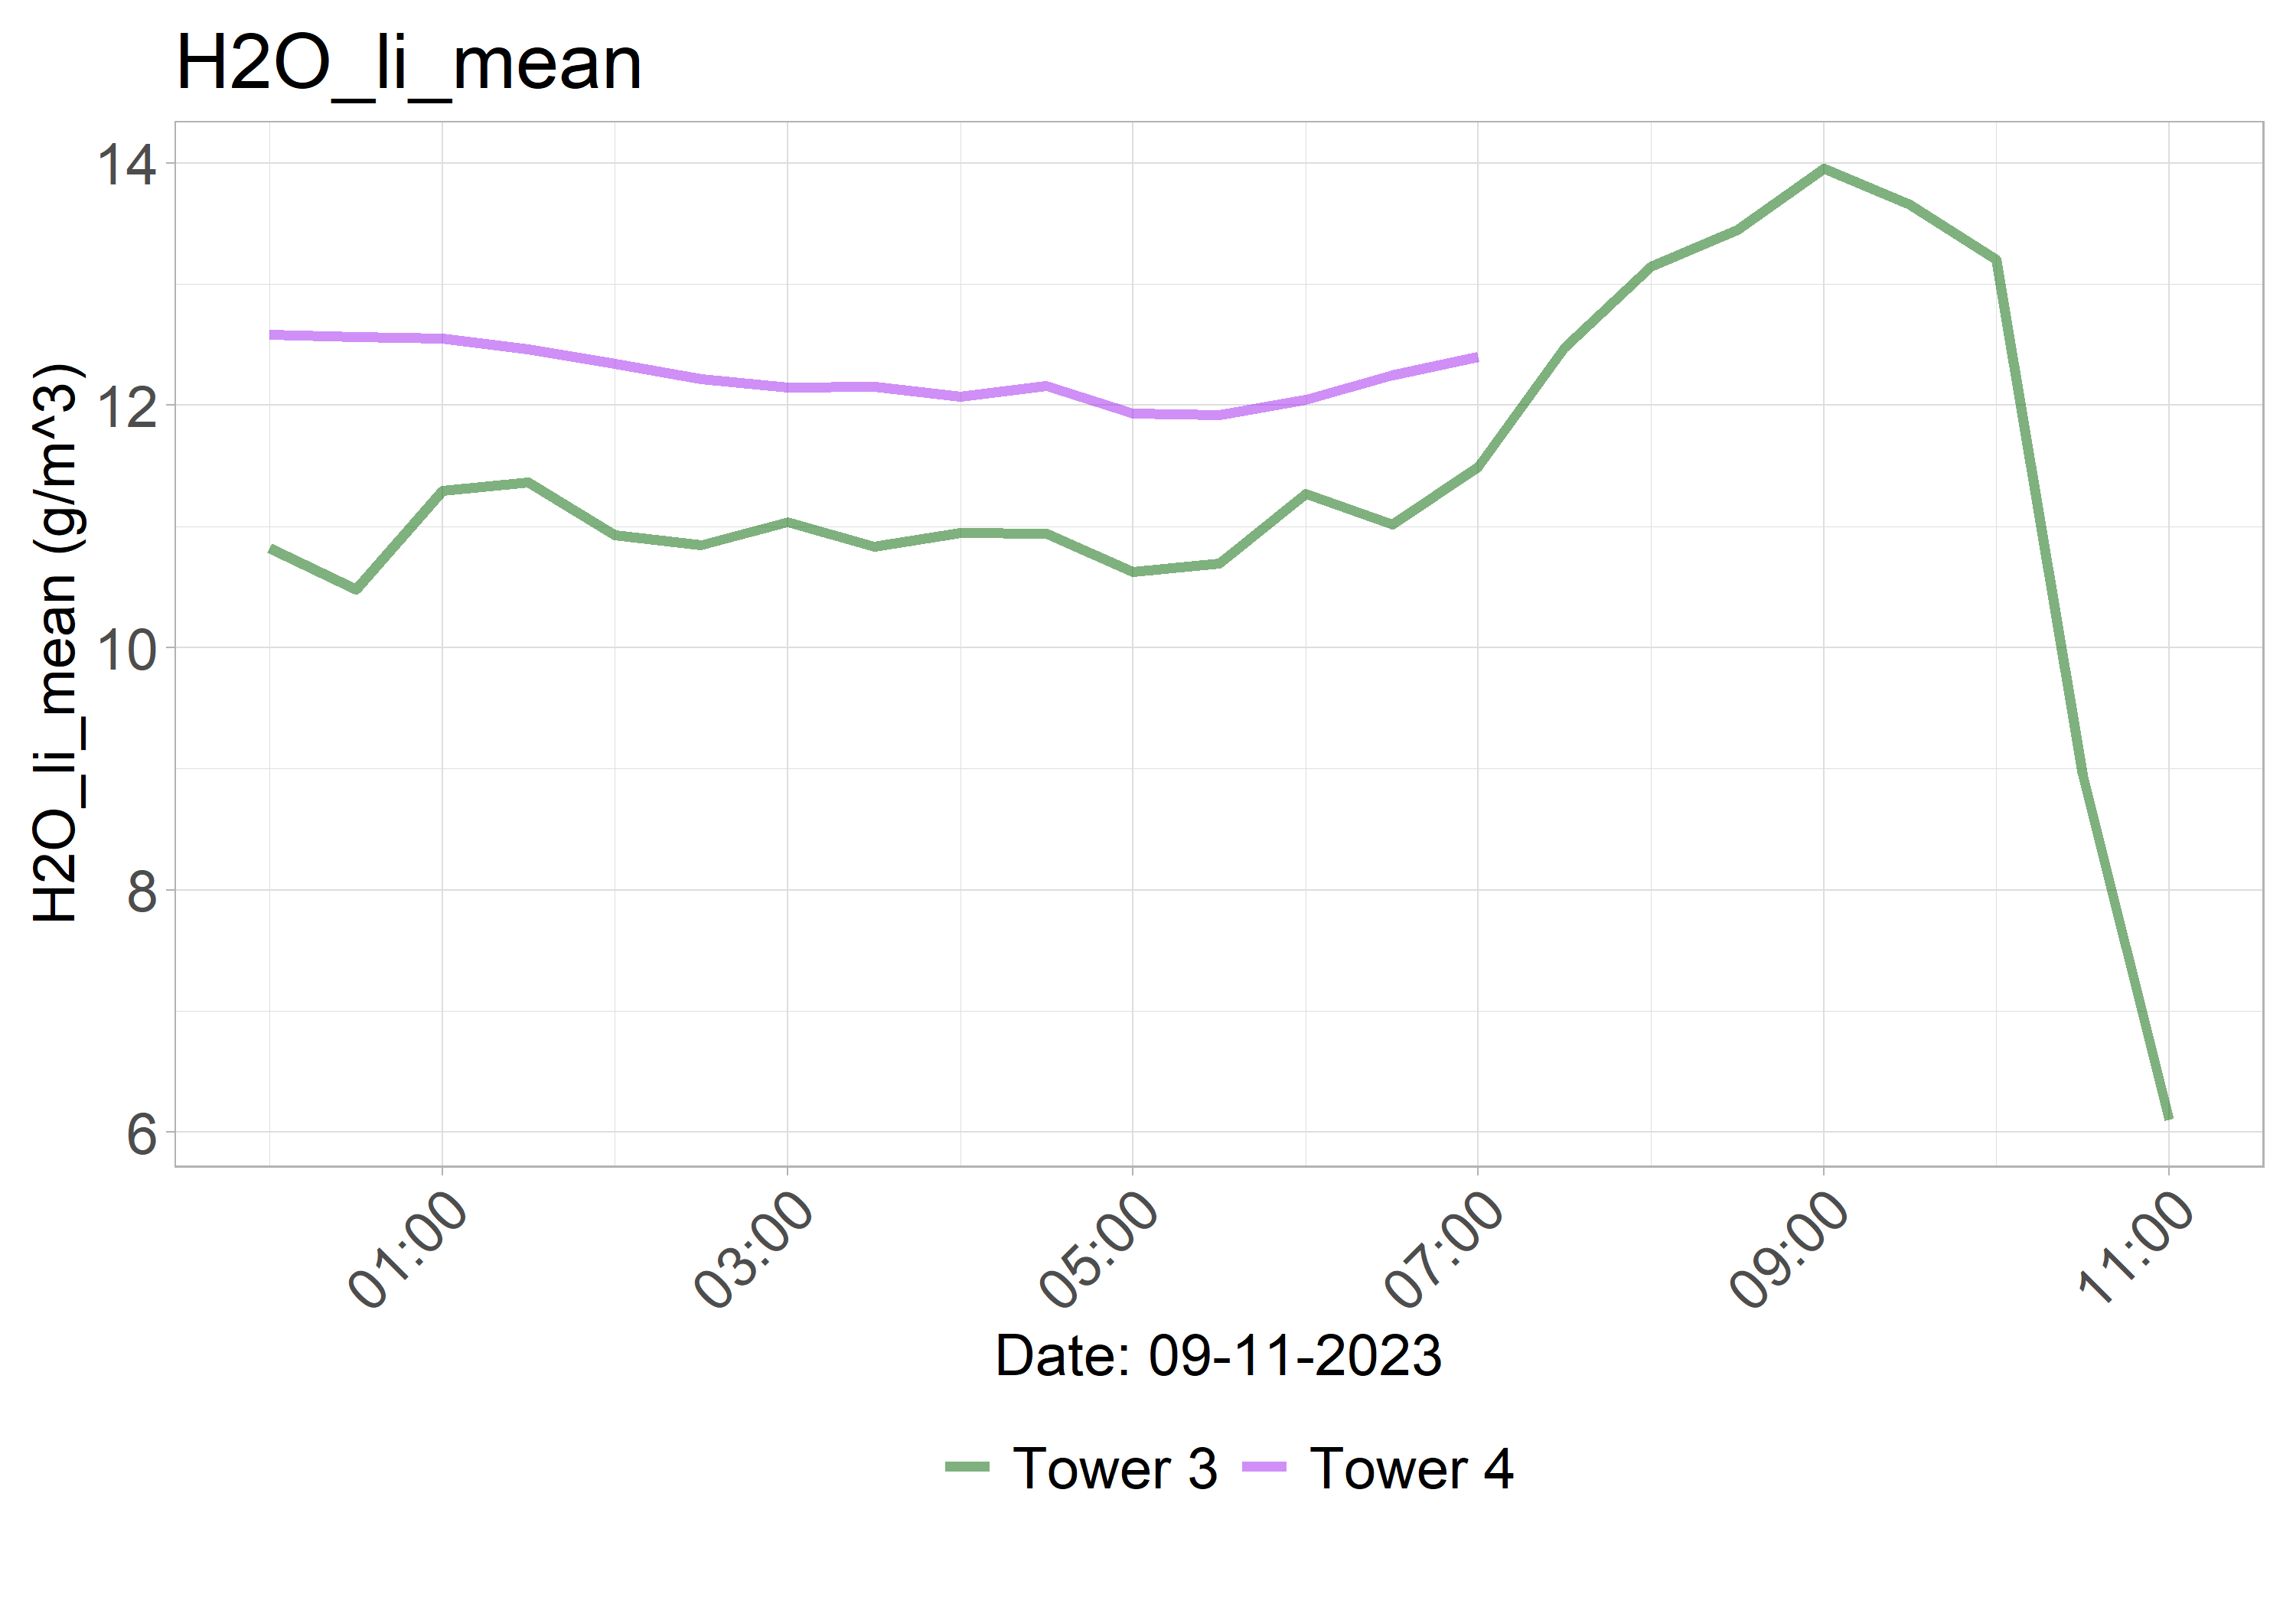 H2O_li_mean
H2O_li_mean (g/m^3)
14
12
10
8
6
01:00 03:00 05:00 07:00 09:00 11:00
Date: 09-11-2023
Tower 3 Tower 4